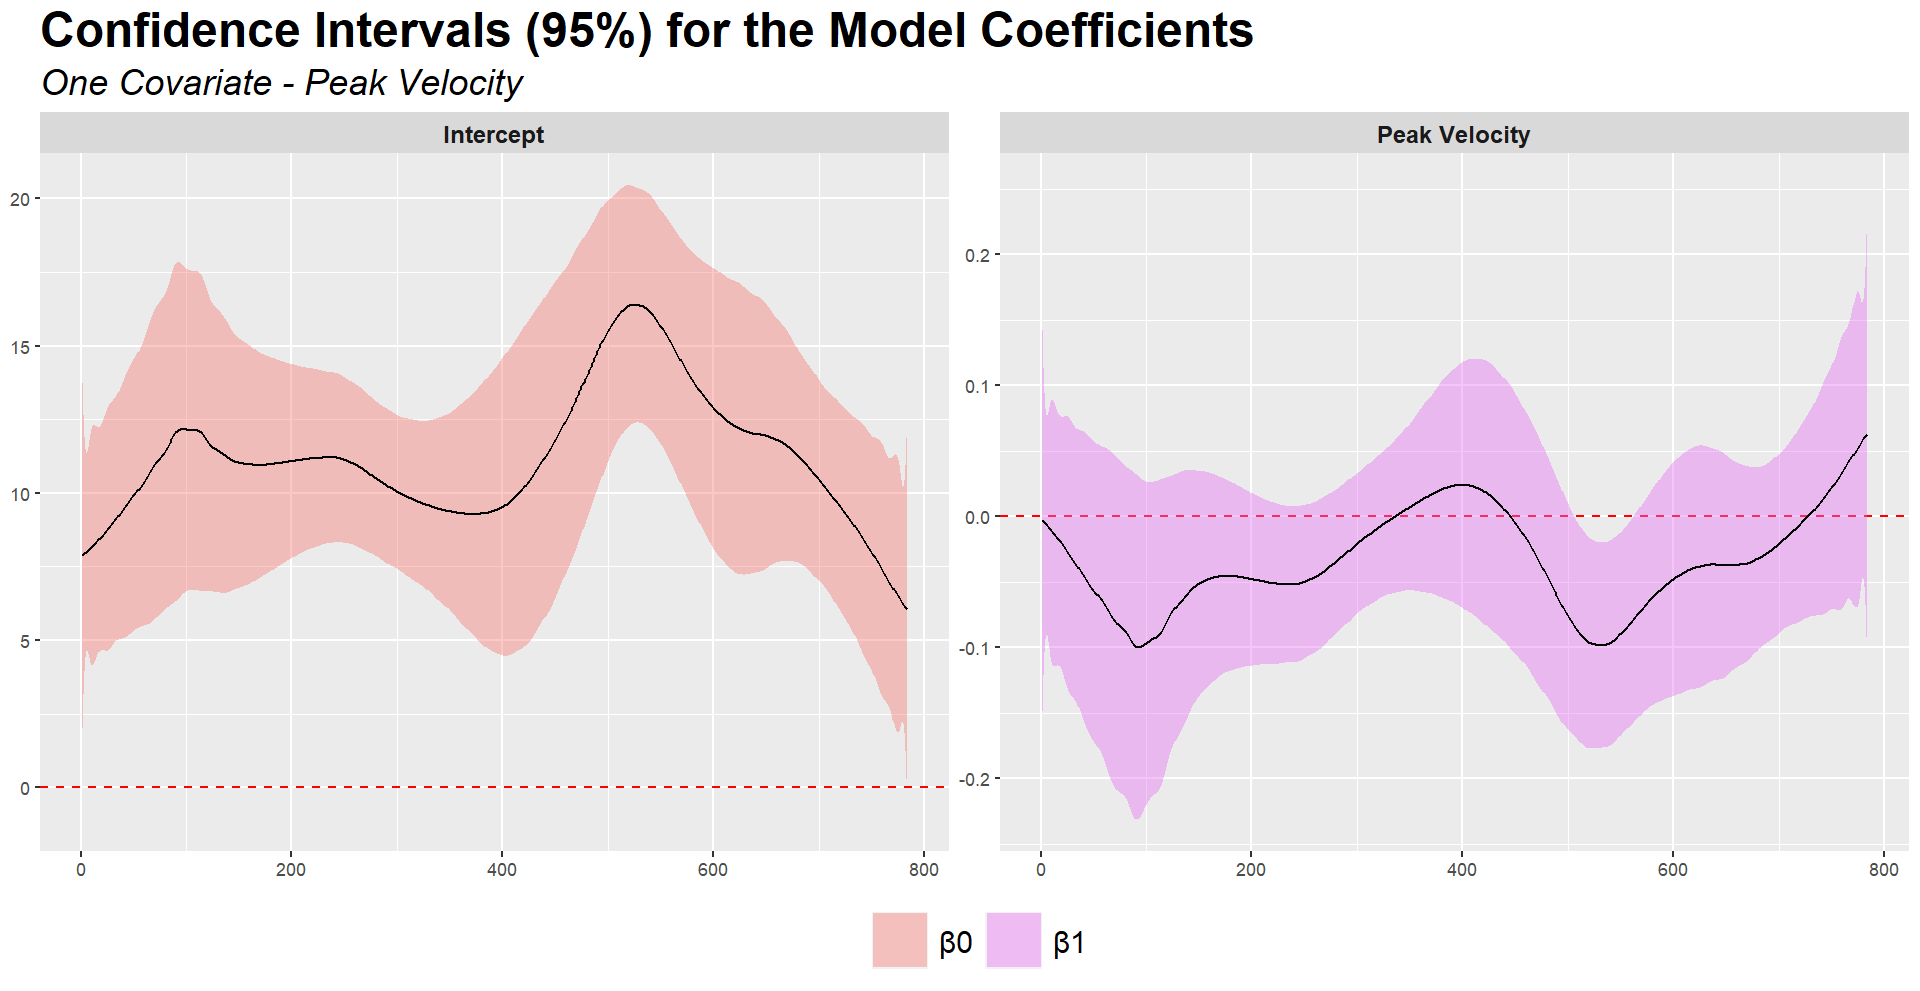 Confidence Intervals (95%) for the Model Coefficients
One Covariate - Peak Velocity
Intercept
Peak Velocity
20
15
10
5
0
0.2
0.1
0.0
-0.1
-0.2
0 200 400 600 800
0 200 400 600 800
β0 β1